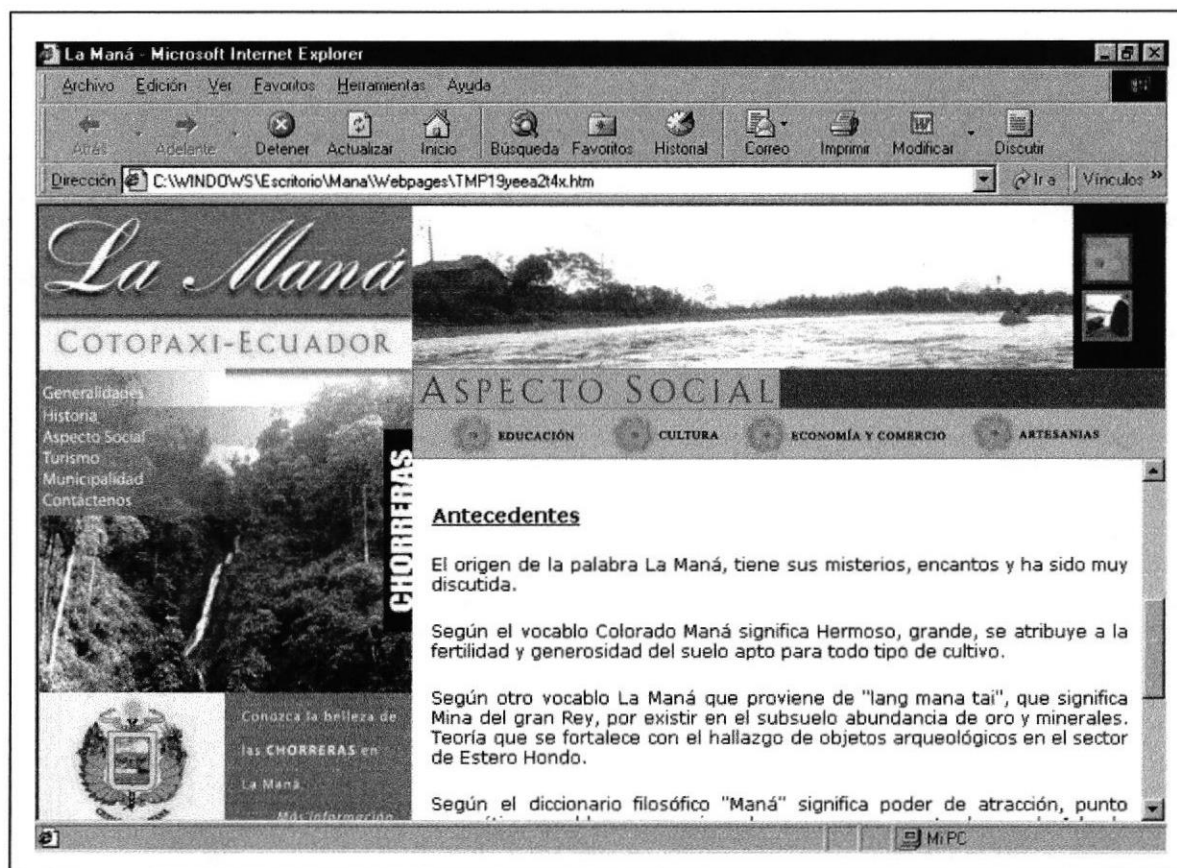 La Maná - Microsoft Internet Explorer
Archivo Edición Ver Favoritos Herramientas Ayuda
Atrás Adelante Detener Actualizar Inicio Búsqueda Favoritos Historial Correo Imprimir Modificar Discutir
Dirección C:\WINDOWS\Escritorio\Mana\Webpages\TMP19yeea2t4x.htm Ir a Vínculos »
La Maná
COTOPAXI-ECUADOR
Generalidades
Historia
Aspecto Social
Turismo
Municipalidad
Contáctenos
CHORRERAS
Conozca la belleza de
las CHORRERAS en
La Maná.
Más información
ASPECTO SOCIAL
EDUCACIÓN CULTURA ECONOMÍA Y COMERCIO ARTESANIAS
Antecedentes
El origen de la palabra La Maná, tiene sus misterios, encantos y ha sido muy
discutida.
Según el vocablo Colorado Maná significa Hermoso, grande, se atribuye a la
fertilidad y generosidad del suelo apto para todo tipo de cultivo.
Según otro vocablo La Maná que proviene de "lang mana tai", que significa
Mina del gran Rey, por existir en el subsuelo abundancia de oro y minerales.
Teoría que se fortalece con el hallazgo de objetos arqueológicos en el sector
de Estero Hondo.
Según el diccionario filosófico "Maná" significa poder de atracción, punto
Mi PC